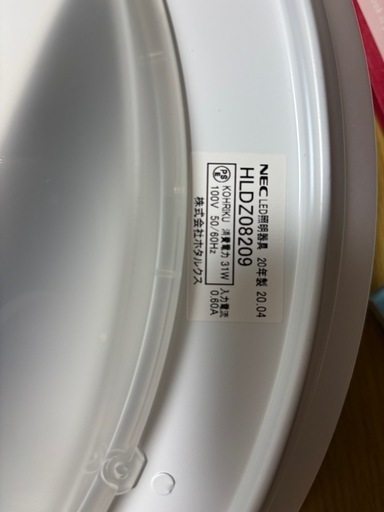 NEC LED照明器具 20年製 20.04
HLDZ08209
PS E KOHRIKU 消費電力 31W 入力電流
100V 50/60Hz 0.60A
株式会社ホタルクス